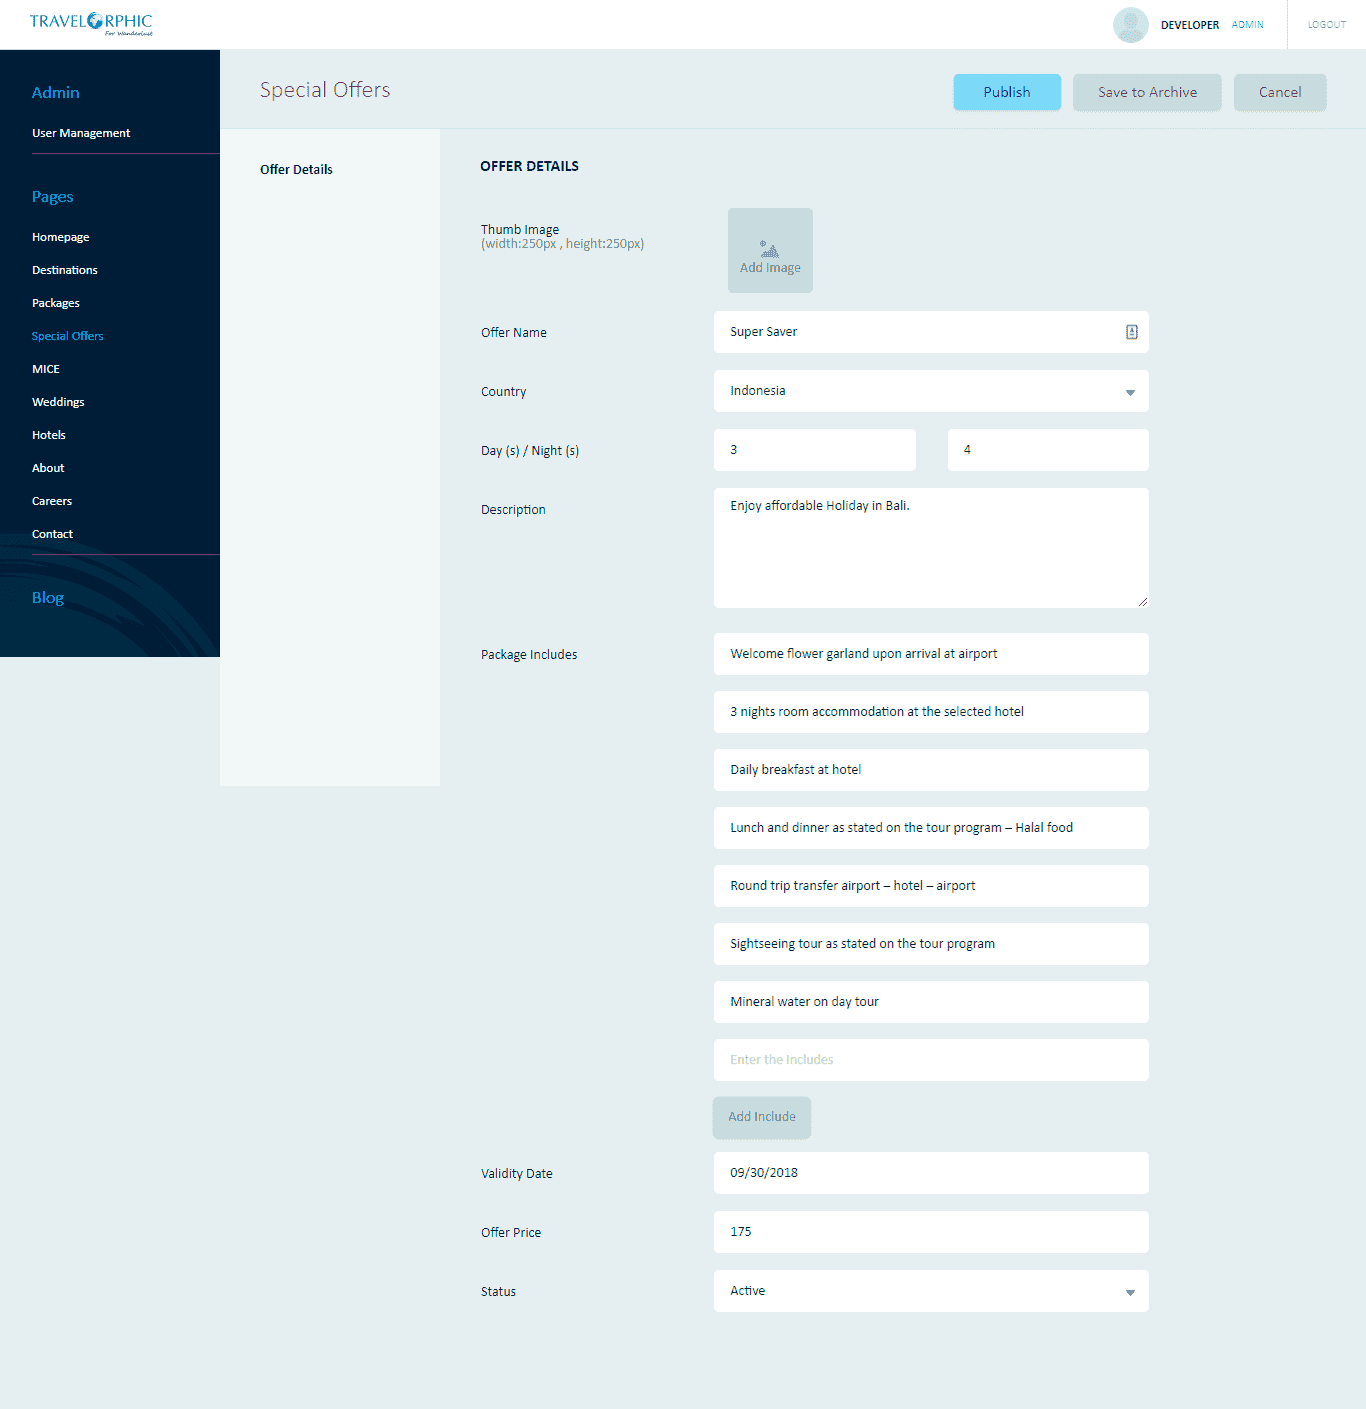 TRAVELORPHIC
For Wanderlust
DEVELOPER ADMIN LOGOUT
Admin
User Management
Pages
Homepage
Destinations
Packages
Special Offers
MICE
Weddings
Hotels
About
Careers
Contact
Blog
Special Offers
Publish Save to Archive Cancel
Offer Details
OFFER DETAILS
Thumb Image
(width:250px , height:250px)
Add Image
Offer Name Super Saver
Country Indonesia
Day (s) / Night (s) 3 4
Description Enjoy affordable Holiday in Bali.
Package Includes Welcome flower garland upon arrival at airport
3 nights room accommodation at the selected hotel
Daily breakfast at hotel
Lunch and dinner as stated on the tour program – Halal food
Round trip transfer airport – hotel – airport
Sightseeing tour as stated on the tour program
Mineral water on day tour
Enter the Includes
Add Include
Validity Date 09/30/2018
Offer Price 175
Status Active